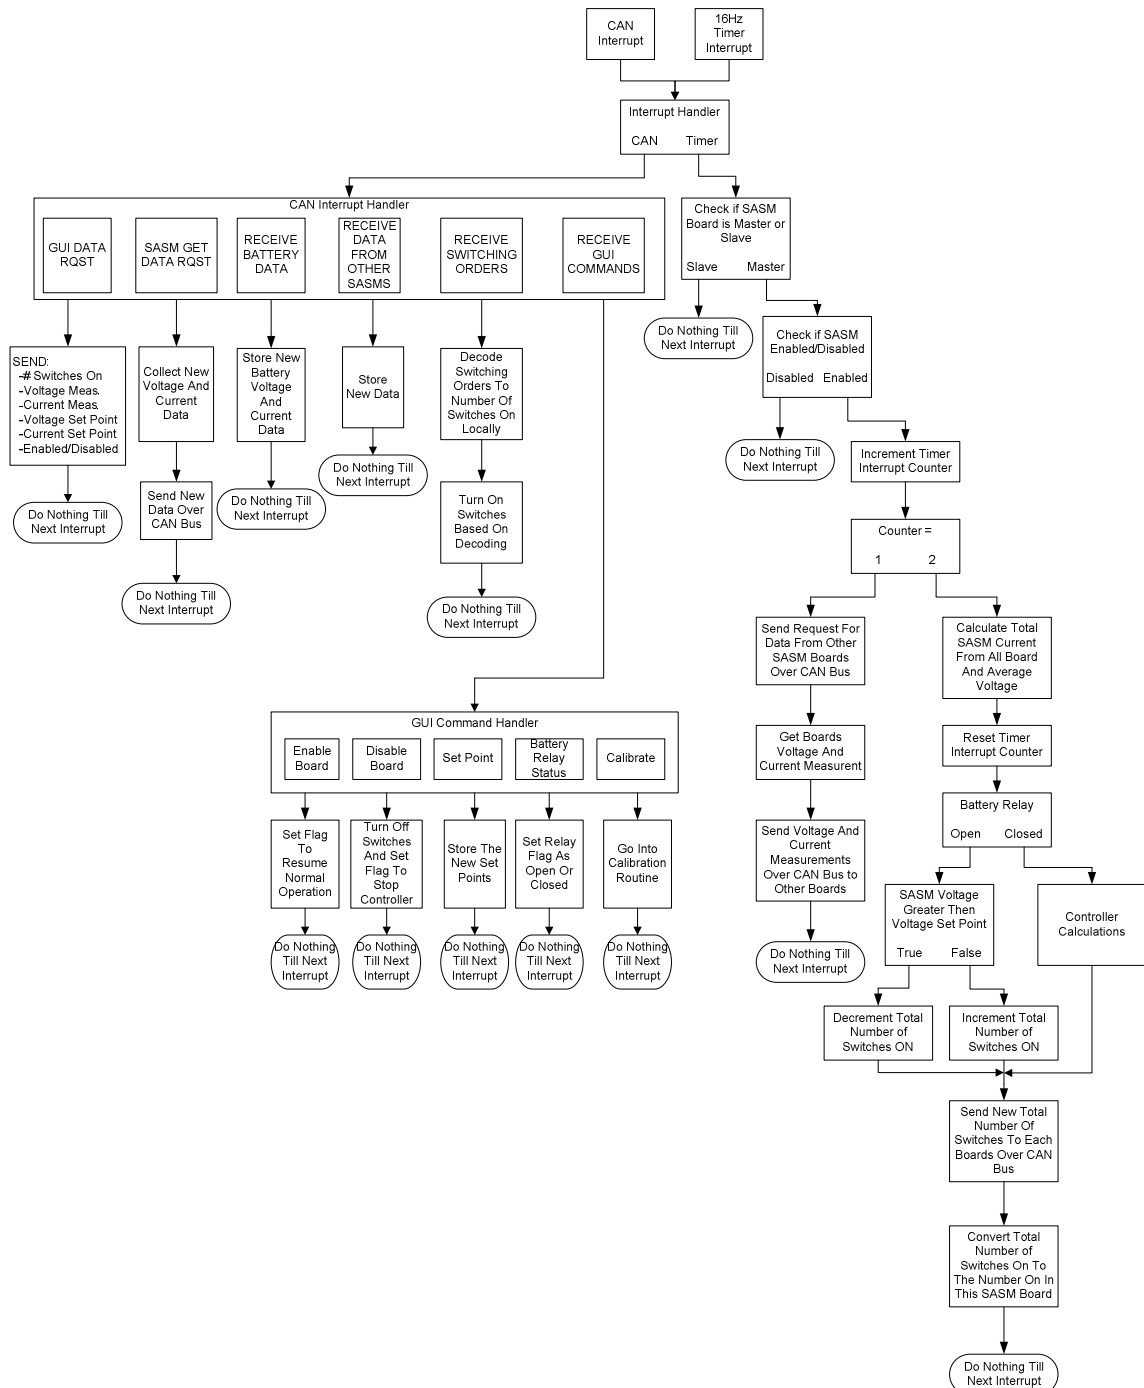 CAN
Interrupt
16Hz
Timer
Interrupt
Interrupt Handler
CAN Timer
CAN Interrupt Handler
GUI DATA
RQST
SASM GET
DATA RQST
RECEIVE
BATTERY
DATA
RECEIVE
DATA
FROM
OTHER
SASMS
RECEIVE
SWITCHING
ORDERS
RECEIVE
GUI
COMMANDS
Check if SASM
Board is Master or
Slave
Slave Master
Do Nothing Till
Next Interrupt
Check if SASM
Enabled/Disabled
Disabled Enabled
Do Nothing Till
Next Interrupt
Increment Timer
Interrupt Counter
Counter =
1 2
SEND:
-# Switches On
-Voltage Meas.
-Current Meas.
-Voltage Set Point
-Current Set Point
-Enabled/Disabled
Do Nothing Till
Next Interrupt
Collect New
Voltage And
Current
Data
Send New
Data Over
CAN Bus
Do Nothing Till
Next Interrupt
Store New
Battery
Voltage
And
Current
Data
Do Nothing Till
Next Interrupt
Store
New Data
Do Nothing Till
Next Interrupt
Decode
Switching
Orders To
Number Of
Switches On
Locally
Turn On
Switches
Based On
Decoding
Do Nothing Till
Next Interrupt
Send Request For
Data From Other
SASM Boards
Over CAN Bus
Get Boards
Voltage And
Current Measurent
Send Voltage And
Current
Measurements
Over CAN Bus to
Other Boards
Do Nothing Till
Next Interrupt
Calculate Total
SASM Current
From All Board
And Average
Voltage
Reset Timer
Interrupt Counter
Battery Relay
Open Closed
SASM Voltage
Greater Then
Voltage Set Point
True False
Controller
Calculations
Decrement Total
Number of
Switches ON
Increment Total
Number of
Switches ON
Send New Total
Number Of
Switches To Each
Boards Over CAN
Bus
Convert Total
Number of
Switches On To
The Number On In
This SASM Board
Do Nothing Till
Next Interrupt
GUI Command Handler
Enable
Board
Disable
Board
Set Point
Battery
Relay
Status
Calibrate
Set Flag
To
Resume
Normal
Operation
Turn Off
Switches
And Set
Flag To
Stop
Controller
Store The
New Set
Points
Set Relay
Flag As
Open Or
Closed
Go Into
Calibration
Routine
Do Nothing
Till Next
Interrupt
Do Nothing
Till Next
Interrupt
Do Nothing
Till Next
Interrupt
Do Nothing
Till Next
Interrupt
Do Nothing
Till Next
Interrupt